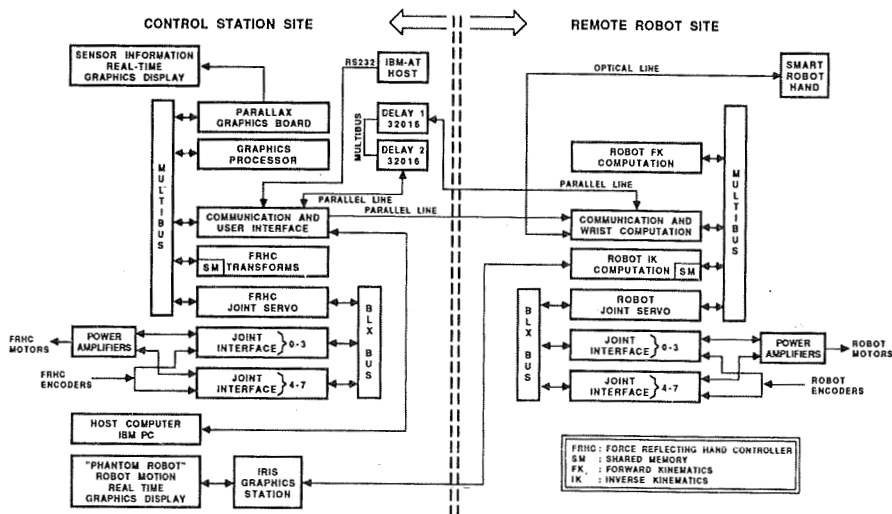 CONTROL STATION SITE
REMOTE ROBOT SITE
SENSOR INFORMATION
REAL-TIME
GRAPHICS DISPLAY
RS232
IBM-AT
HOST
OPTICAL LINE
SMART
ROBOT
HAND
PARALLAX
GRAPHICS BOARD
DELAY 1
32016
MULTIBUS
GRAPHICS
PROCESSOR
DELAY 2
32016
ROBOT FK
COMPUTATION
MULTIBUS
MULTIBUS
PARALLEL LINE
PARALLEL LINE
PARALLEL LINE
COMMUNICATION AND
USER INTERFACE
COMMUNICATION AND
WRIST COMPUTATION
FRHC
SM TRANSFORMS
ROBOT IK
COMPUTATION SM
FRHC
JOINT SERVO
BLX BUS
BLX BUS
ROBOT
JOINT SERVO
FRHC
MOTORS
POWER
AMPLIFIERS
JOINT
INTERFACE } 0-3
JOINT
INTERFACE } 0-3
POWER
AMPLIFIERS
ROBOT
MOTORS
FRHC
ENCODERS
JOINT
INTERFACE } 4-7
JOINT
INTERFACE } 4-7
ROBOT
ENCODERS
HOST COMPUTER
IBM PC
"PHANTOM ROBOT"
ROBOT MOTION
REAL TIME
GRAPHICS DISPLAY
IRIS
GRAPHICS
STATION
FRHC : FORCE REFLECTING HAND CONTROLLER
SM : SHARED MEMORY
FK : FORWARD KINEMATICS
IK : INVERSE KINEMATICS